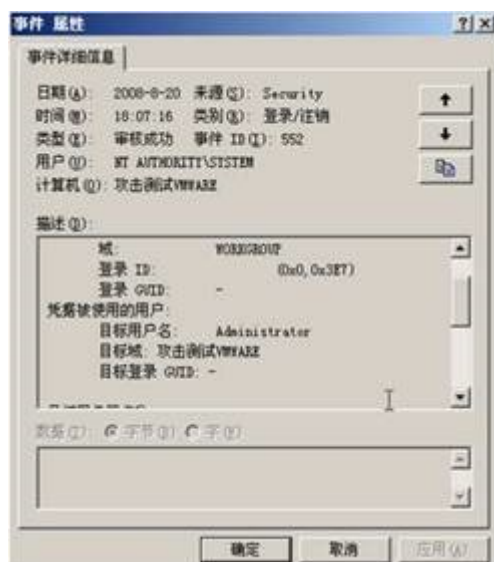 事件 属性
事件详细信息
日期(A): 2008-8-20 来源(S): Security
时间(M): 18:07:16 类别(R): 登录/注销
类型(E): 审核成功 事件 ID(I): 552
用户(U): NT AUTHORITY\SYSTEM
计算机(O): 攻击测试VMWARE
描述(D):
域: WORKGROUP
登录 ID: (0x0,0x3E7)
登录 GUID: -
凭据被使用的用户:
目标用户名: Administrator
目标域: 攻击测试VMWARE
目标登录 GUID: -
数据(T): 字节(B) 字(W)
确定 取消 应用(A)